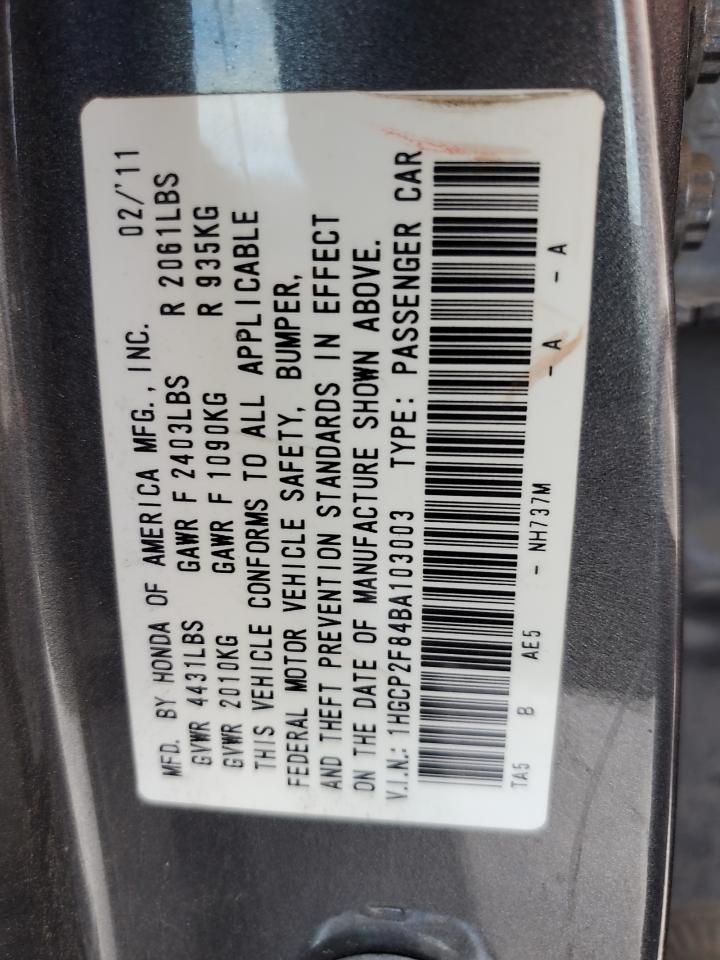 MFD. BY HONDA OF AMERICA MFG., INC. 02/'11
GVWR 4431LBS GAWR F 2403LBS R 2061LBS
GVWR 2010KG GAWR F 1090KG R 935KG
THIS VEHICLE CONFORMS TO ALL APPLICABLE
FEDERAL MOTOR VEHICLE SAFETY, BUMPER,
AND THEFT PREVENTION STANDARDS IN EFFECT
ON THE DATE OF MANUFACTURE SHOWN ABOVE.
V.I.N.: 1HGCP2F84BA103003 TYPE: PASSENGER CAR
TA5 B AE5 - NH737M - A - A